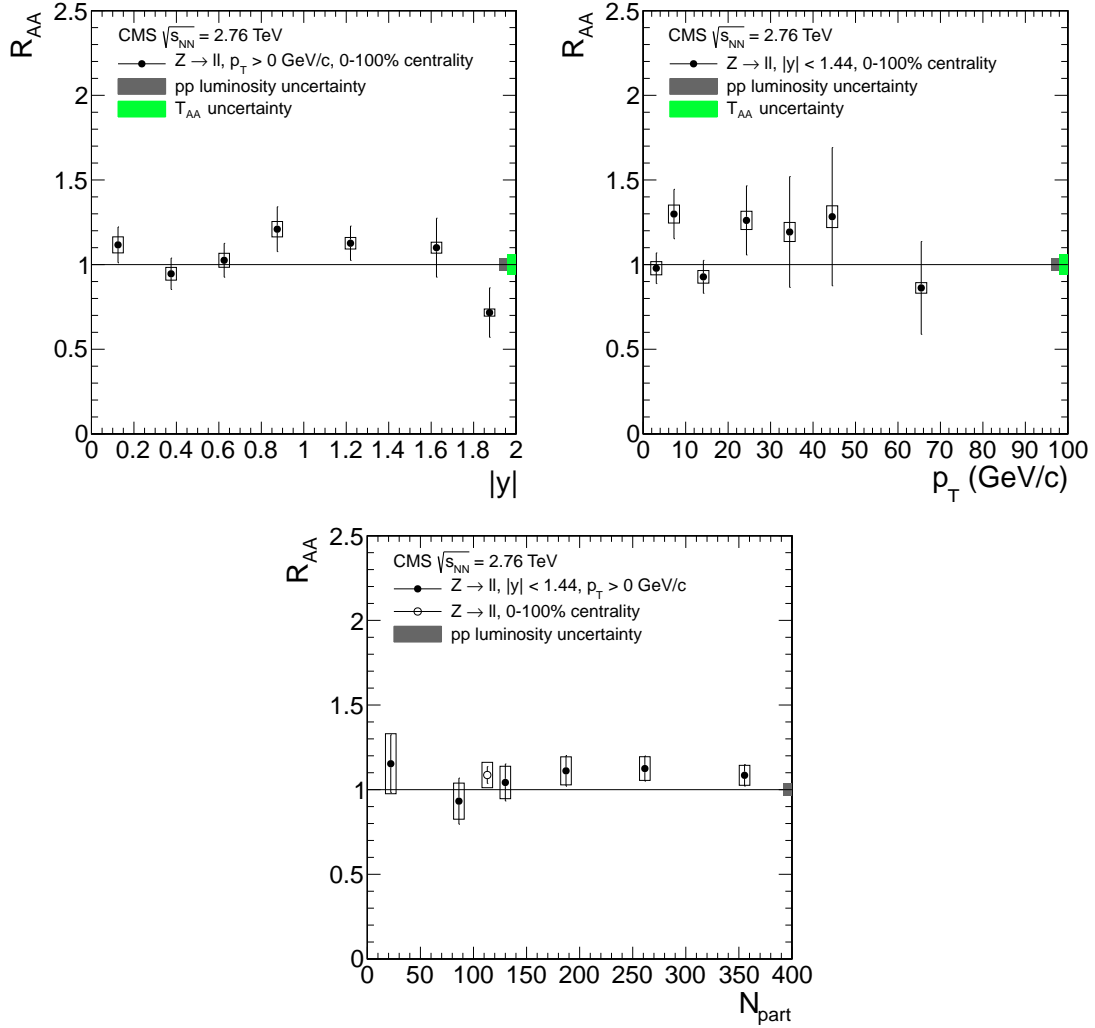 R_AA
2.5
2
1.5
1
0.5
0
CMS √s_NN = 2.76 TeV
Z → ll, p_T > 0 GeV/c, 0-100% centrality
pp luminosity uncertainty
T_AA uncertainty
0 0.2 0.4 0.6 0.8 1 1.2 1.4 1.6 1.8 2
|y|
R_AA
2.5
2
1.5
1
0.5
0
CMS √s_NN = 2.76 TeV
Z → ll, |y| < 1.44, 0-100% centrality
pp luminosity uncertainty
T_AA uncertainty
0 10 20 30 40 50 60 70 80 90 100
p_T (GeV/c)
R_AA
2.5
2
1.5
1
0.5
0
CMS √s_NN = 2.76 TeV
Z → ll, |y| < 1.44, p_T > 0 GeV/c
Z → ll, 0-100% centrality
pp luminosity uncertainty
0 50 100 150 200 250 300 350 400
N_part